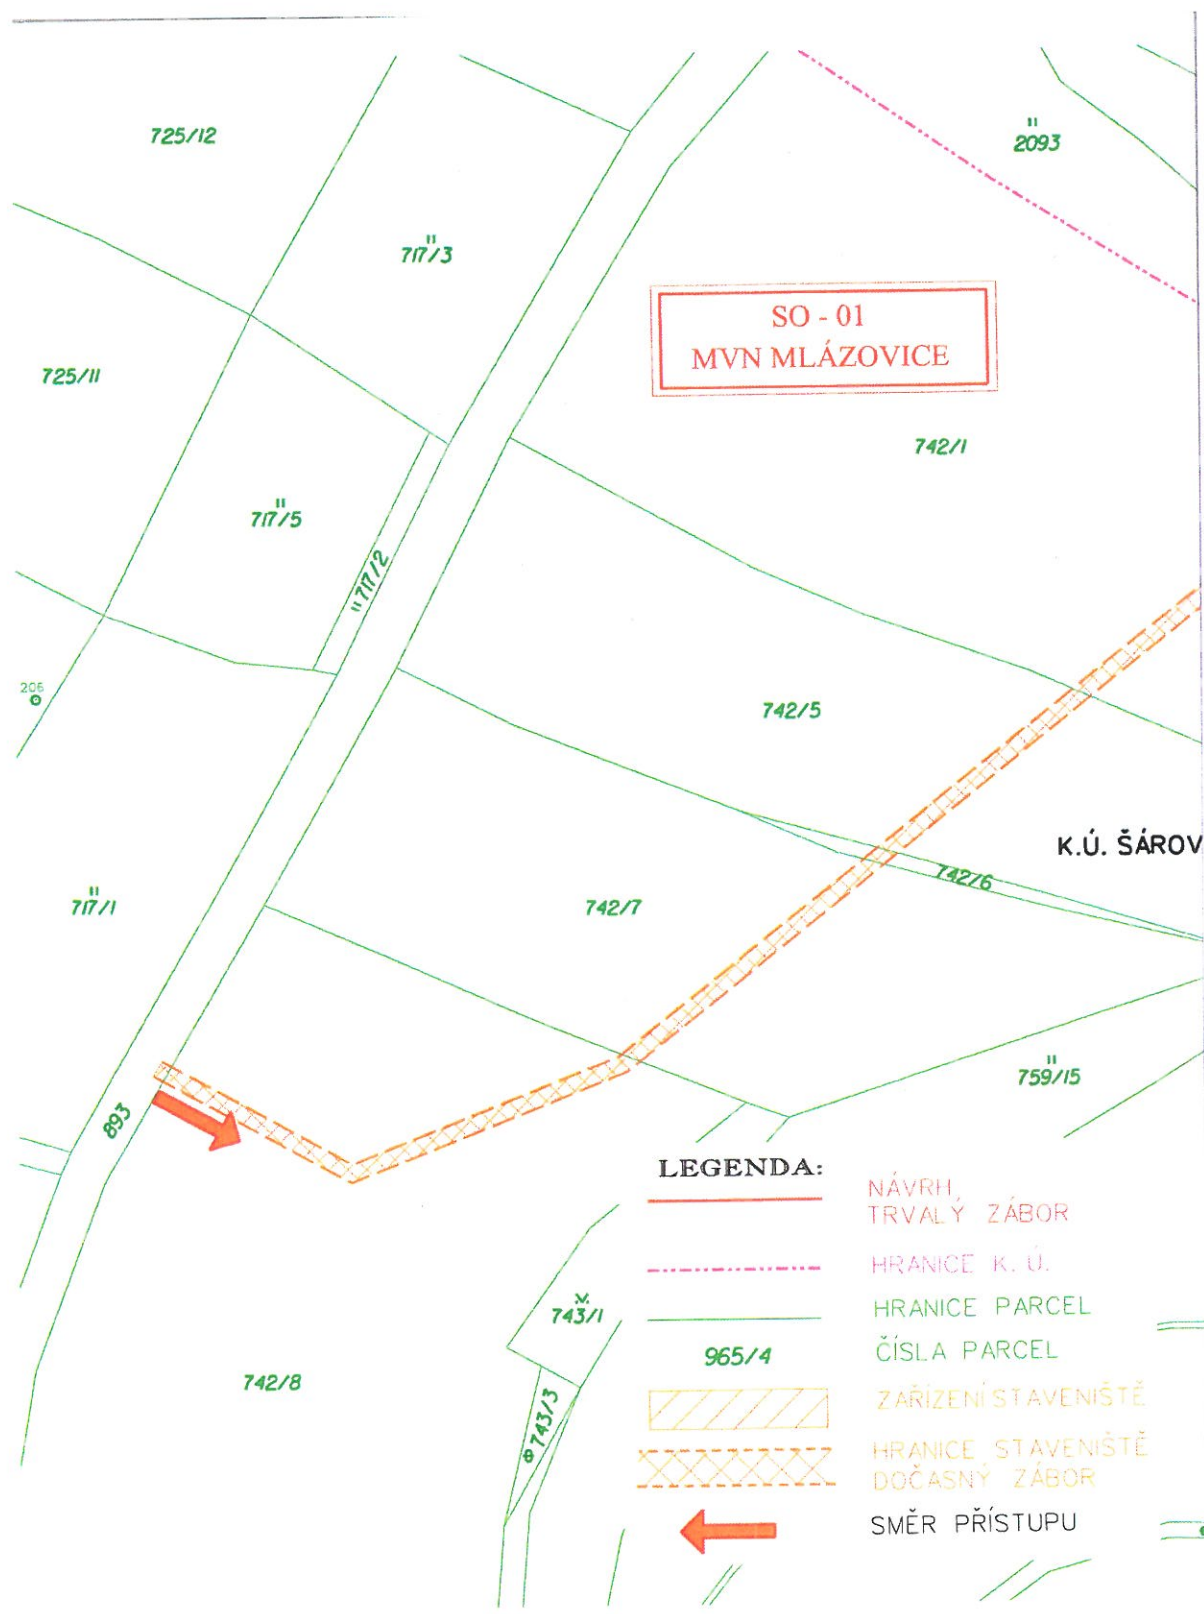 725/12
"
2093
"
717/3
SO - 01
MVN MLÁZOVICE
725/11
742/1
"
717/5
"717/2
206
742/5
K.Ú. ŠÁROV
742/6
"
717/1
742/7
"
759/15
893
LEGENDA:
NÁVRH,
TRVALÝ ZÁBOR
HRANICE K. Ú.
HRANICE PARCEL
743/1
965/4
ČÍSLA PARCEL
742/8
ZAŘÍZENÍ STAVENIŠTĚ
743/3
HRANICE STAVENIŠTĚ
DOČASNÝ ZÁBOR
SMĚR PŘÍSTUPU